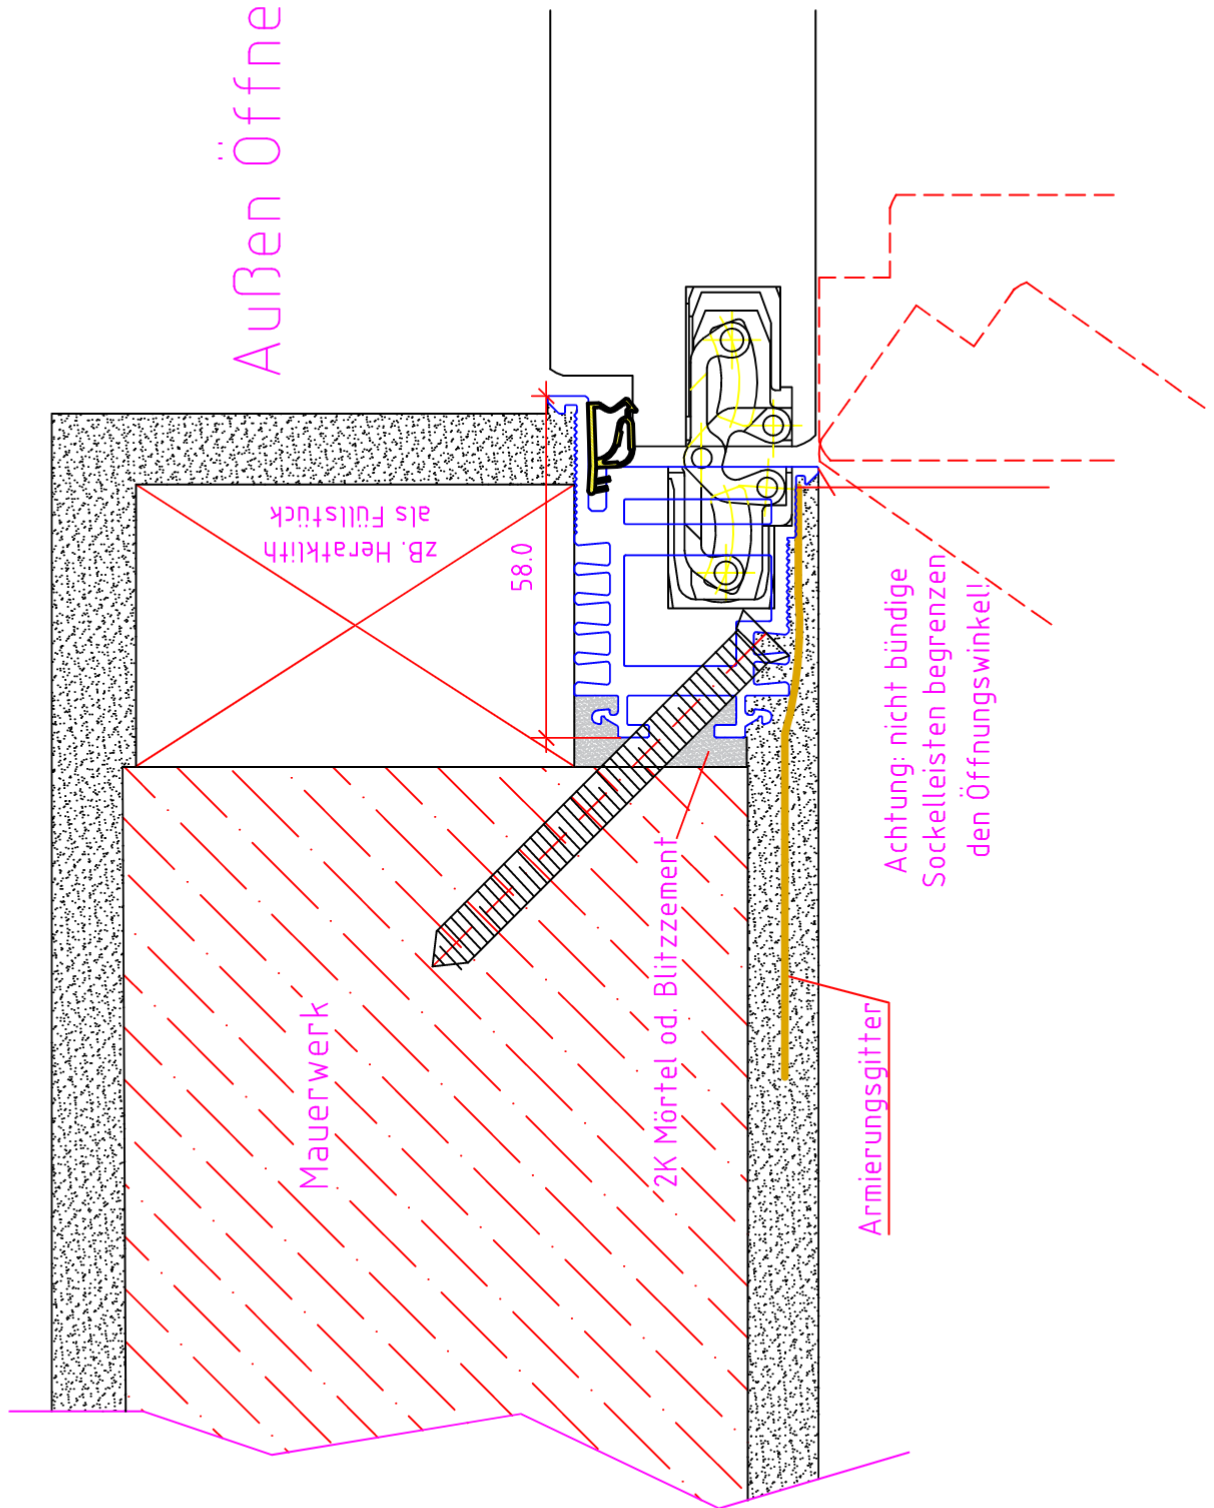 Außen Öffne
zB. Heratklith
als Füllstück
58.0
Achtung: nicht bündige
Sockelleisten begrenzen
den Öffnungswinkel!
Mauerwerk
2K Mörtel od. Blitzzement
Armierungsgitter